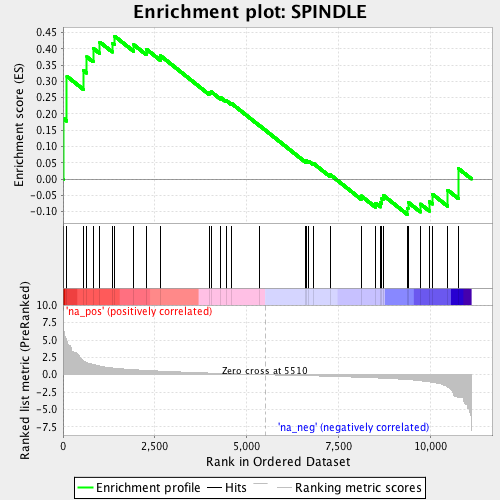 Enrichment plot: SPINDLE
Enrichment score (ES)
0.45
0.40
0.35
0.30
0.25
0.20
0.15
0.10
0.05
0.00
-0.05
-0.10
Ranked list metric (PreRanked)
10.0
7.5
5.0
2.5
0.0
-2.5
-5.0
-7.5
'na_pos' (positively correlated)
Zero cross at 5510
'na_neg' (negatively correlated)
0 2,500 5,000 7,500 10,000
Rank in Ordered Dataset
Enrichment profile Hits Ranking metric scores